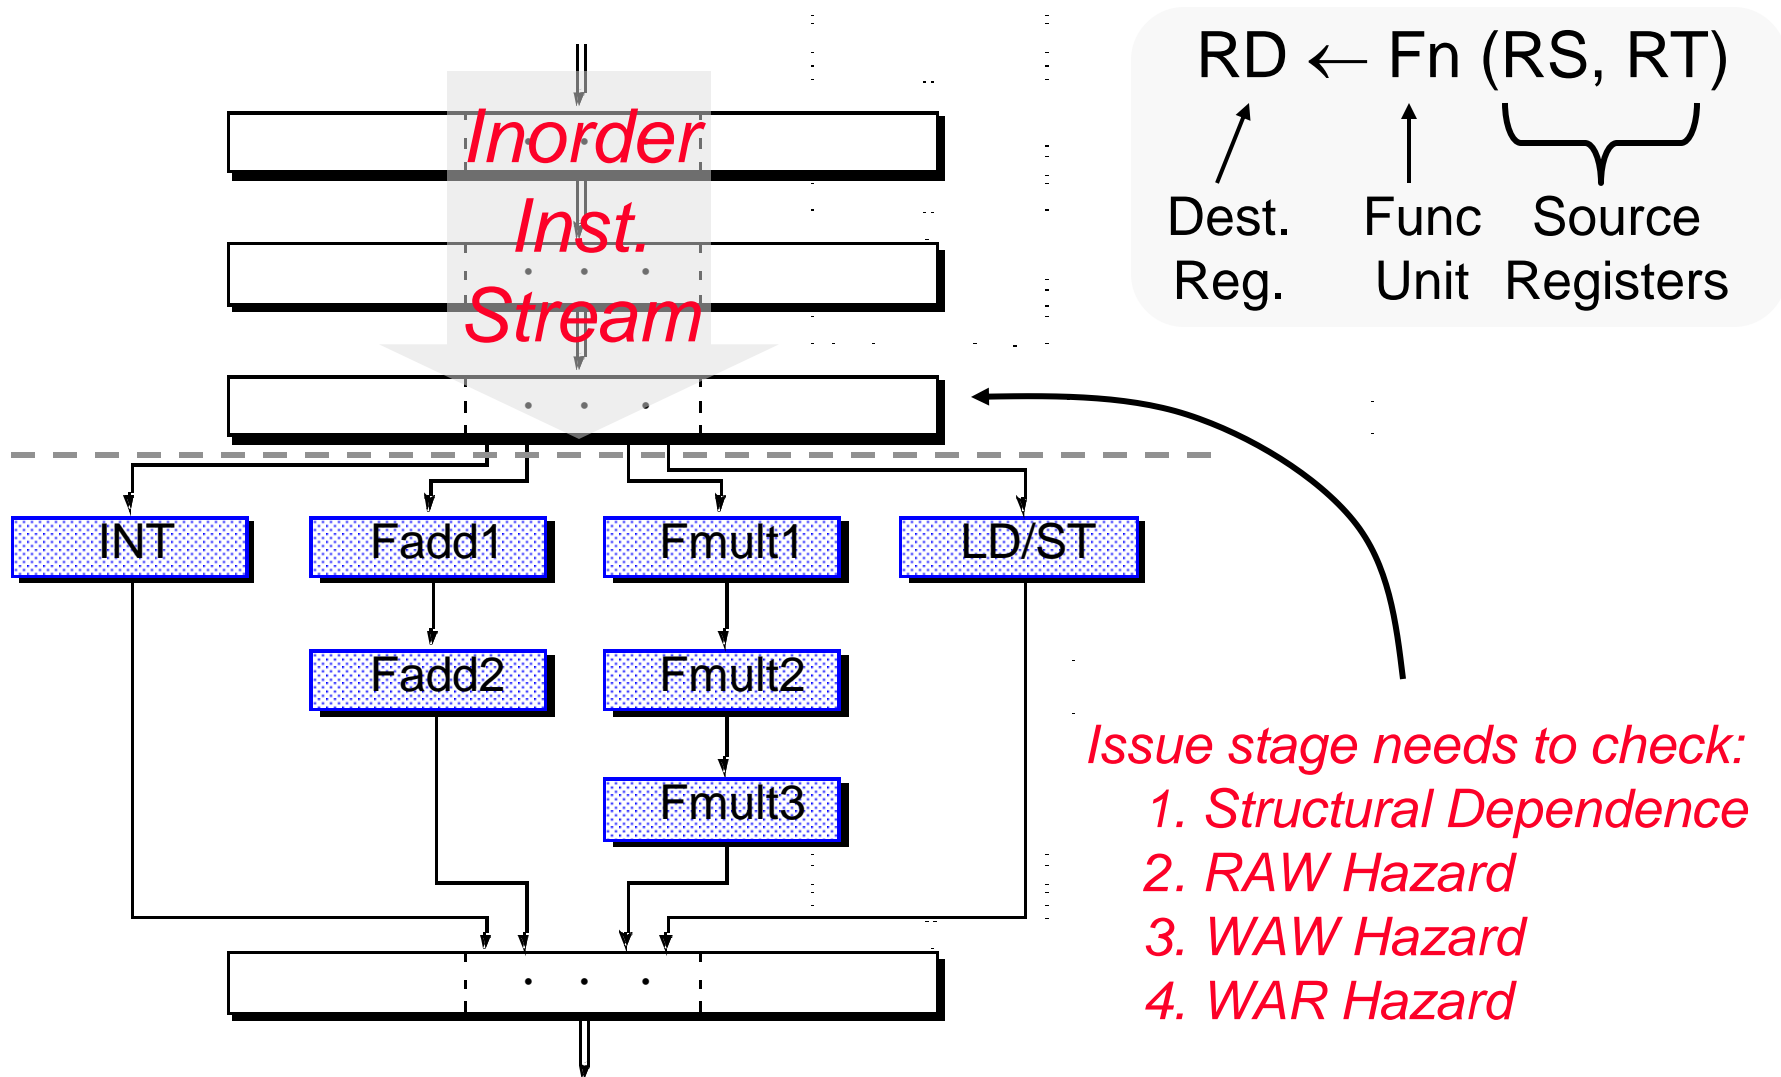 Inorder
Inst.
Stream
RD ← Fn (RS, RT)
Dest. Func Source
Reg. Unit Registers
INT Fadd1 Fmult1 LD/ST
Fadd2 Fmult2
Fmult3
Issue stage needs to check:
1. Structural Dependence
2. RAW Hazard
3. WAW Hazard
4. WAR Hazard